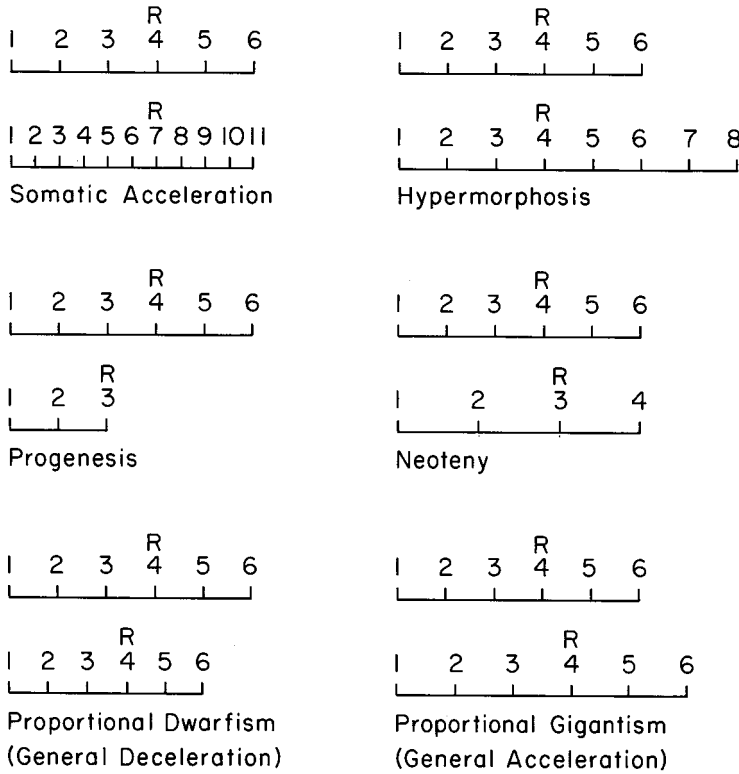 R
1 2 3 4 5 6
R
1 2 3 4 5 6 7 8 9 10 11
Somatic Acceleration
R
1 2 3 4 5 6
R
1 2 3 4 5 6 7 8
Hypermorphosis
R
1 2 3 4 5 6
R
1 2 3
Progenesis
R
1 2 3 4 5 6
R
1 2 3 4
Neoteny
R
1 2 3 4 5 6
R
1 2 3 4 5 6
Proportional Dwarfism
(General Deceleration)
R
1 2 3 4 5 6
R
1 2 3 4 5 6
Proportional Gigantism
(General Acceleration)